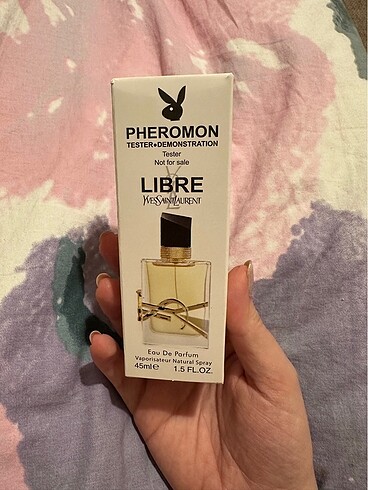 PHEROMON
TESTER•DEMONSTRATION
Tester
Not for sale
LIBRE
YVESSAINTLAURENT
Eau De Parfum
Vaporisateur Natural Spray
45ml℮ 1.5 FL.OZ.